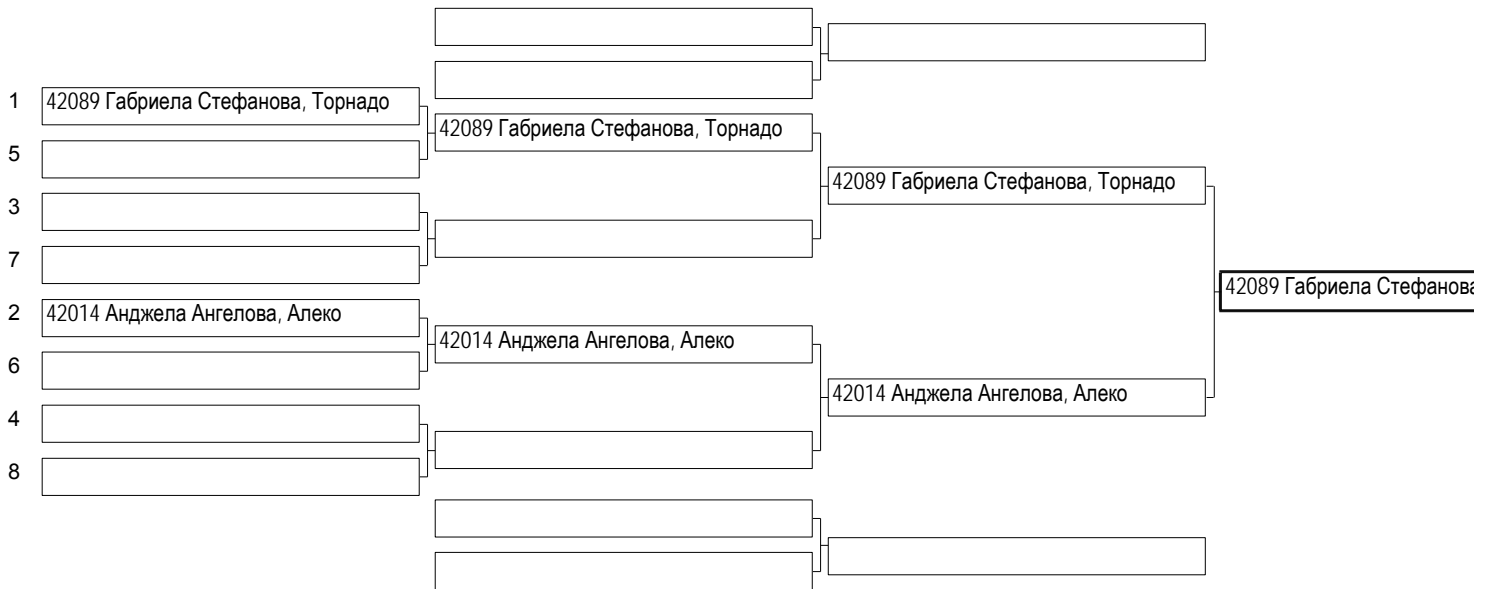 1 42089 Габриела Стефанова, Торнадо
5
3
7
2 42014 Анджела Ангелова, Алеко
6
4
8
42089 Габриела Стефанова, Торнадо
42014 Анджела Ангелова, Алеко
42089 Габриела Стефанова, Торнадо
42014 Анджела Ангелова, Алеко
42089 Габриела Стефанова